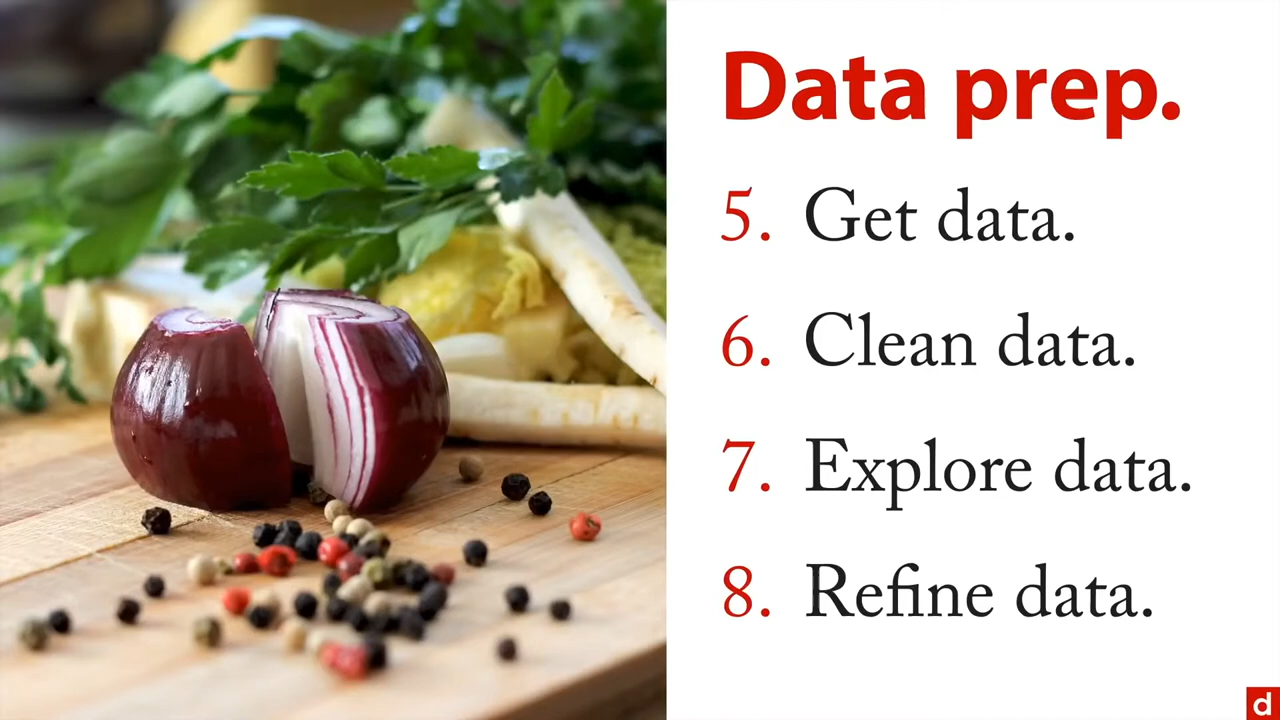 Data prep.
5. Get data.
6. Clean data.
7. Explore data.
8. Refine data.
d